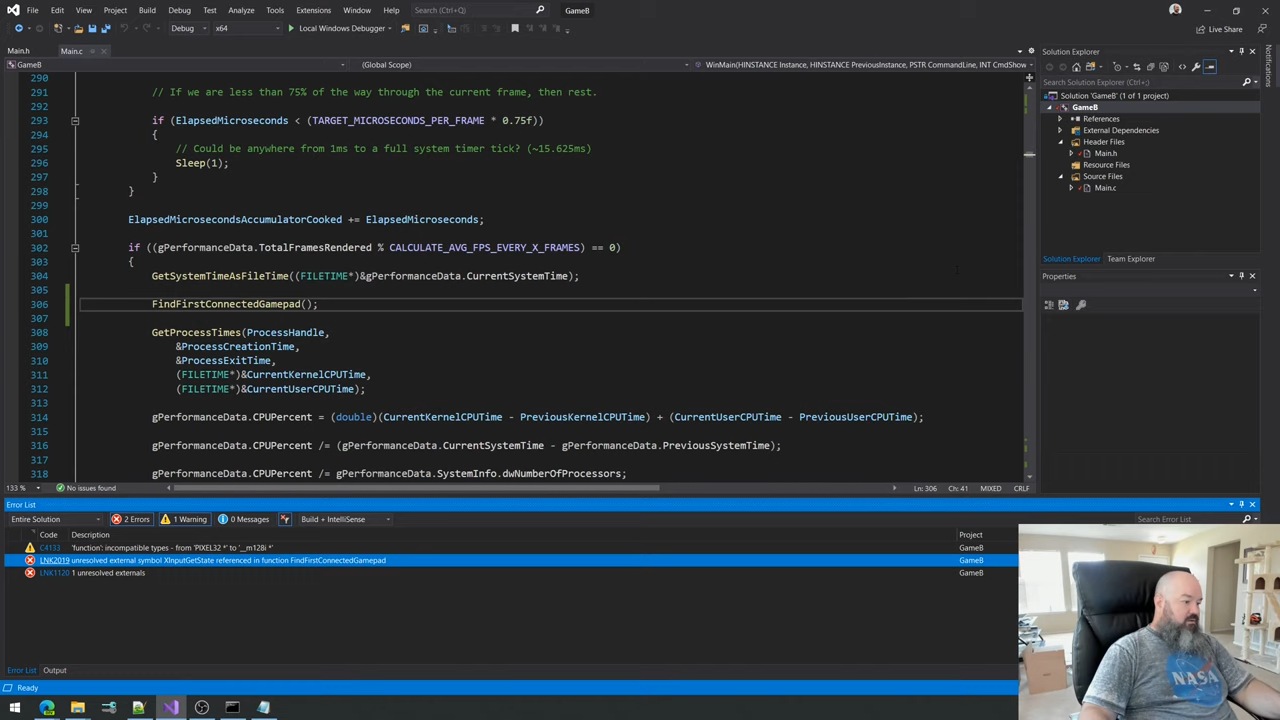 File Edit View Project Build Debug Test Analyze Tools Extensions Window Help Search (Ctrl+Q) GameB
Debug x64 Local Windows Debugger Live Share
Main.h Main.c
GameB (Global Scope) WinMain(HINSTANCE Instance, HINSTANCE PreviousInstance, PSTR CommandLine, INT CmdShow
290
291 // If we are less than 75% of the way through the current frame, then rest.
292
293 if (ElapsedMicroseconds < (TARGET_MICROSECONDS_PER_FRAME * 0.75f))
294 {
295 // Could be anywhere from 1ms to a full system timer tick? (~15.625ms)
296 Sleep(1);
297 }
298 }
299
300 ElapsedMicrosecondsAccumulatorCooked += ElapsedMicroseconds;
301
302 if ((gPerformanceData.TotalFramesRendered % CALCULATE_AVG_FPS_EVERY_X_FRAMES) == 0)
303 {
304 GetSystemTimeAsFileTime((FILETIME*)&gPerformanceData.CurrentSystemTime);
305
306 FindFirstConnectedGamepad();
307
308 GetProcessTimes(ProcessHandle,
309 &ProcessCreationTime,
310 &ProcessExitTime,
311 (FILETIME*)&CurrentKernelCPUTime,
312 (FILETIME*)&CurrentUserCPUTime);
313
314 gPerformanceData.CPUPercent = (double)(CurrentKernelCPUTime - PreviousKernelCPUTime) + (CurrentUserCPUTime - PreviousUserCPUTime);
315
316 gPerformanceData.CPUPercent /= (gPerformanceData.CurrentSystemTime - gPerformanceData.PreviousSystemTime);
317
318 gPerformanceData.CPUPercent /= gPerformanceData.SystemInfo.dwNumberOfProcessors;
133 % No issues found Ln: 306 Ch: 41 MIXED CRLF
Solution Explorer
Search Solution Explorer (Ctrl+;)
Solution 'GameB' (1 of 1 project)
GameB
References
External Dependencies
Header Files
Main.h
Resource Files
Source Files
Main.c
Solution Explorer Team Explorer
Properties
Notifications
Error List
Entire Solution 2 Errors 1 Warning 0 Messages Build + IntelliSense Search Error List
Code Description Project
C4133 'function': incompatible types - from 'PIXEL32 *' to '__m128i *' GameB
LNK2019 unresolved external symbol XInputGetState referenced in function FindFirstConnectedGamepad GameB
LNK1120 1 unresolved externals GameB
Error List Output
Ready
NASA